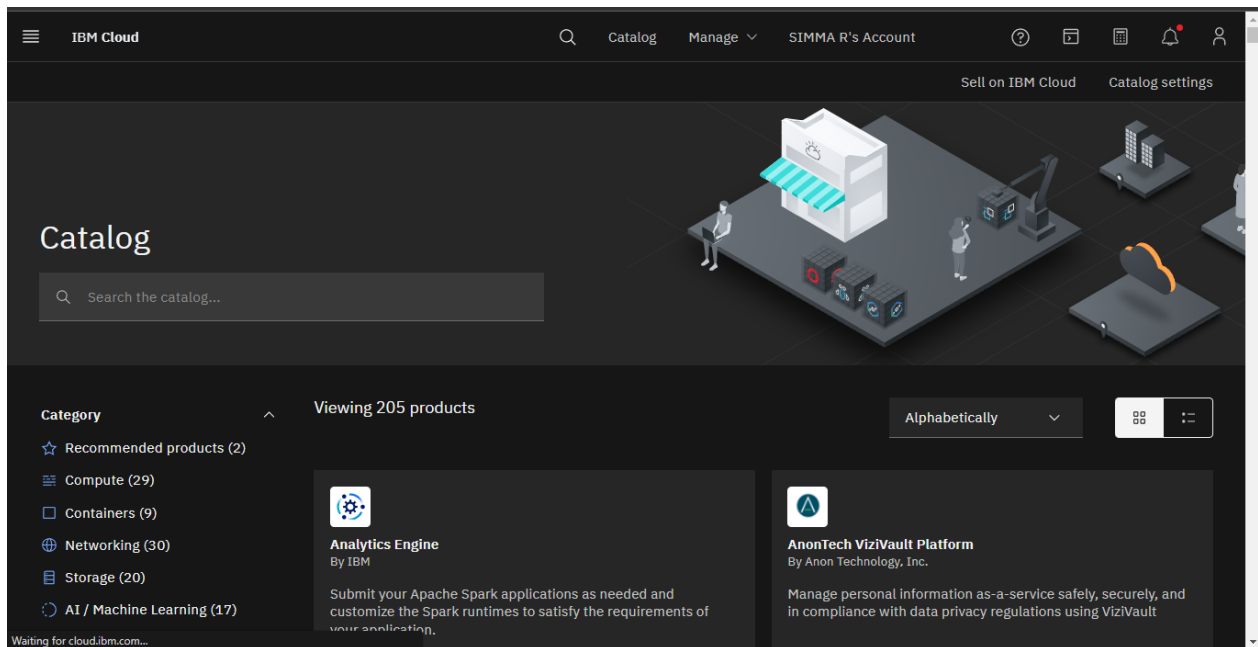 IBM Cloud
Catalog
Manage
SIMMA R's Account
Sell on IBM Cloud
Catalog settings
Catalog
Search the catalog...
Category
Recommended products (2)
Compute (29)
Containers (9)
Networking (30)
Storage (20)
AI / Machine Learning (17)
Viewing 205 products
Alphabetically
Analytics Engine
By IBM
Submit your Apache Spark applications as needed and
customize the Spark runtimes to satisfy the requirements of
your application.
AnonTech ViziVault Platform
By Anon Technology, Inc.
Manage personal information as-a-service safely, securely, and
in compliance with data privacy regulations using ViziVault
Waiting for cloud.ibm.com...